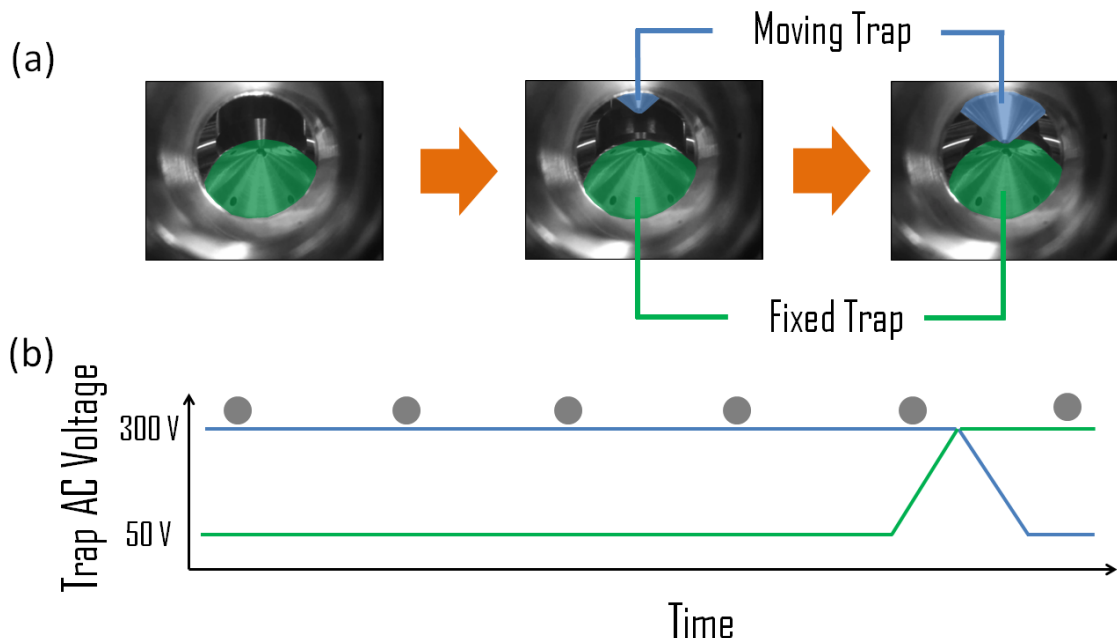 (a)
Moving Trap
Fixed Trap
(b)
Trap AC Voltage
300 V
50 V
Time